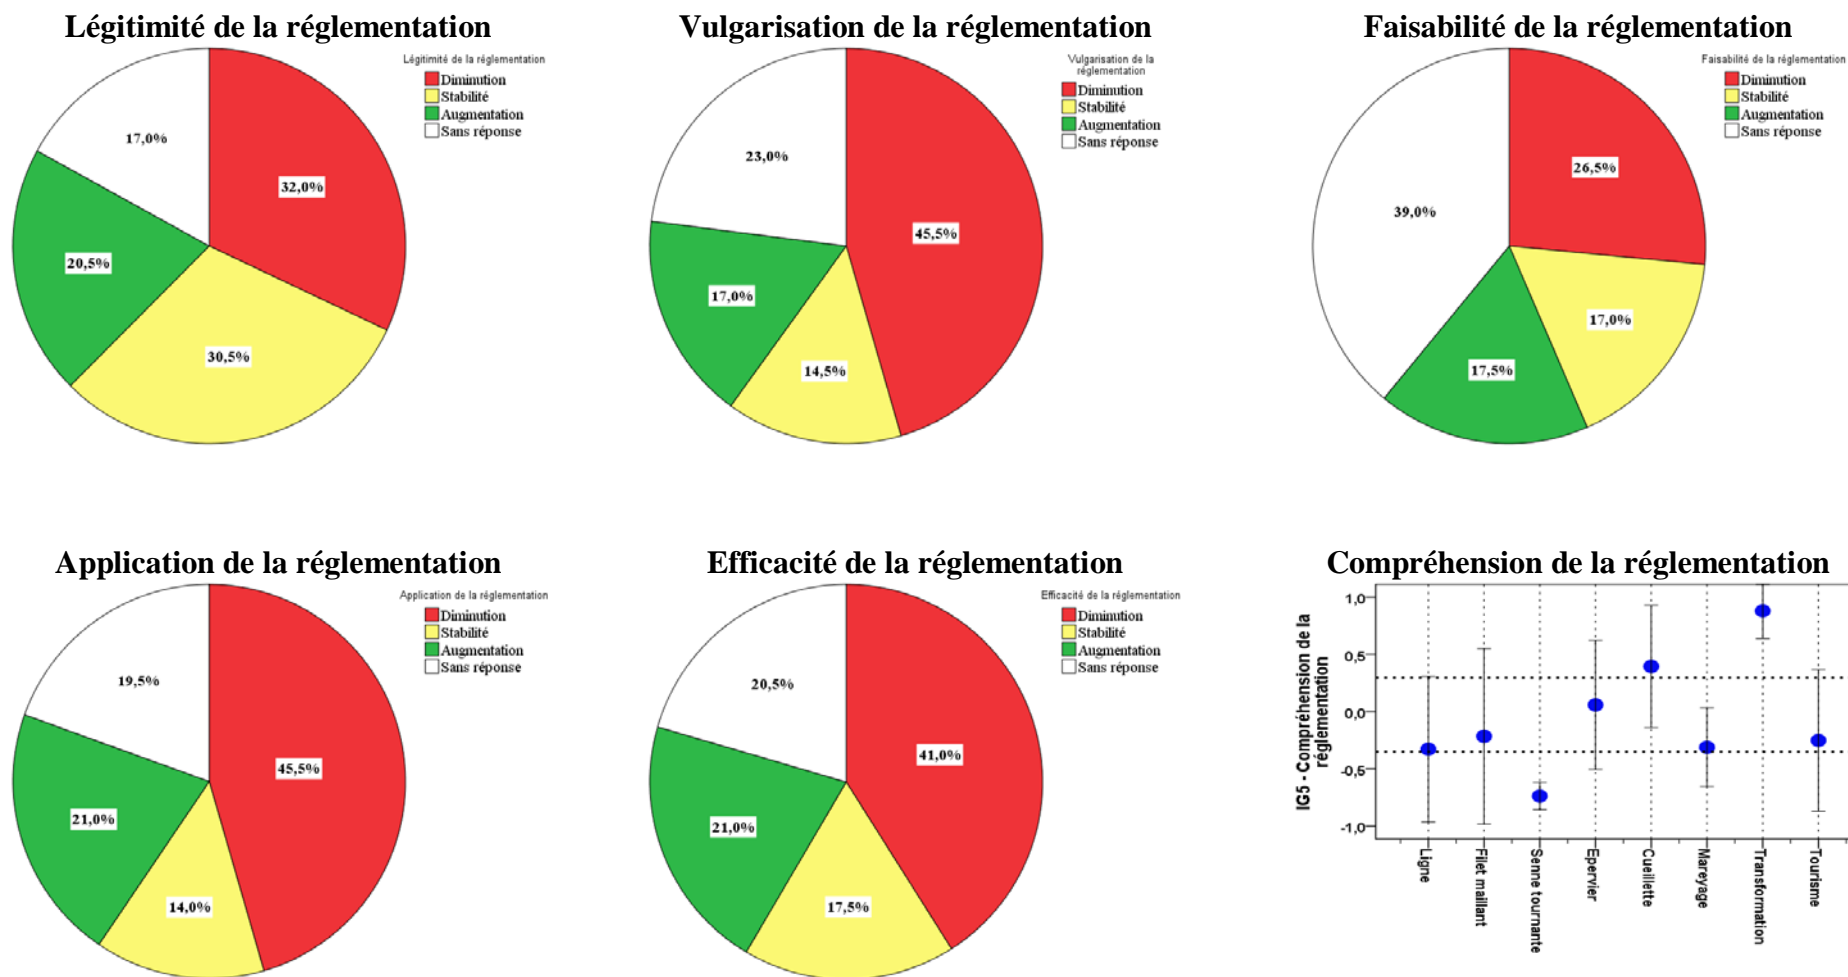 Légitimité de la réglementation
Légitimité de la réglementation
Diminution
Stabilité
Augmentation
Sans réponse
17,0%
32,0%
20,5%
30,5%
Vulgarisation de la réglementation
Vulgarisation de la
réglementation
Diminution
Stabilité
Augmentation
Sans réponse
23,0%
45,5%
17,0%
14,5%
Faisabilité de la réglementation
Faisabilité de la réglementation
Diminution
Stabilité
Augmentation
Sans réponse
26,5%
39,0%
17,0%
17,5%
Application de la réglementation
Application de la réglementation
Diminution
Stabilité
Augmentation
Sans réponse
19,5%
45,5%
21,0%
14,0%
Efficacité de la réglementation
Efficacité de la réglementation
Diminution
Stabilité
Augmentation
Sans réponse
20,5%
41,0%
21,0%
17,5%
Compréhension de la réglementation
IG5 - Compréhension de la
réglementation
1,0
0,5
0,0
-0,5
-1,0
Ligne
Filet maillant
Senne tournante
Epervier
Cueillette
Mareyage
Transformation
Tourisme